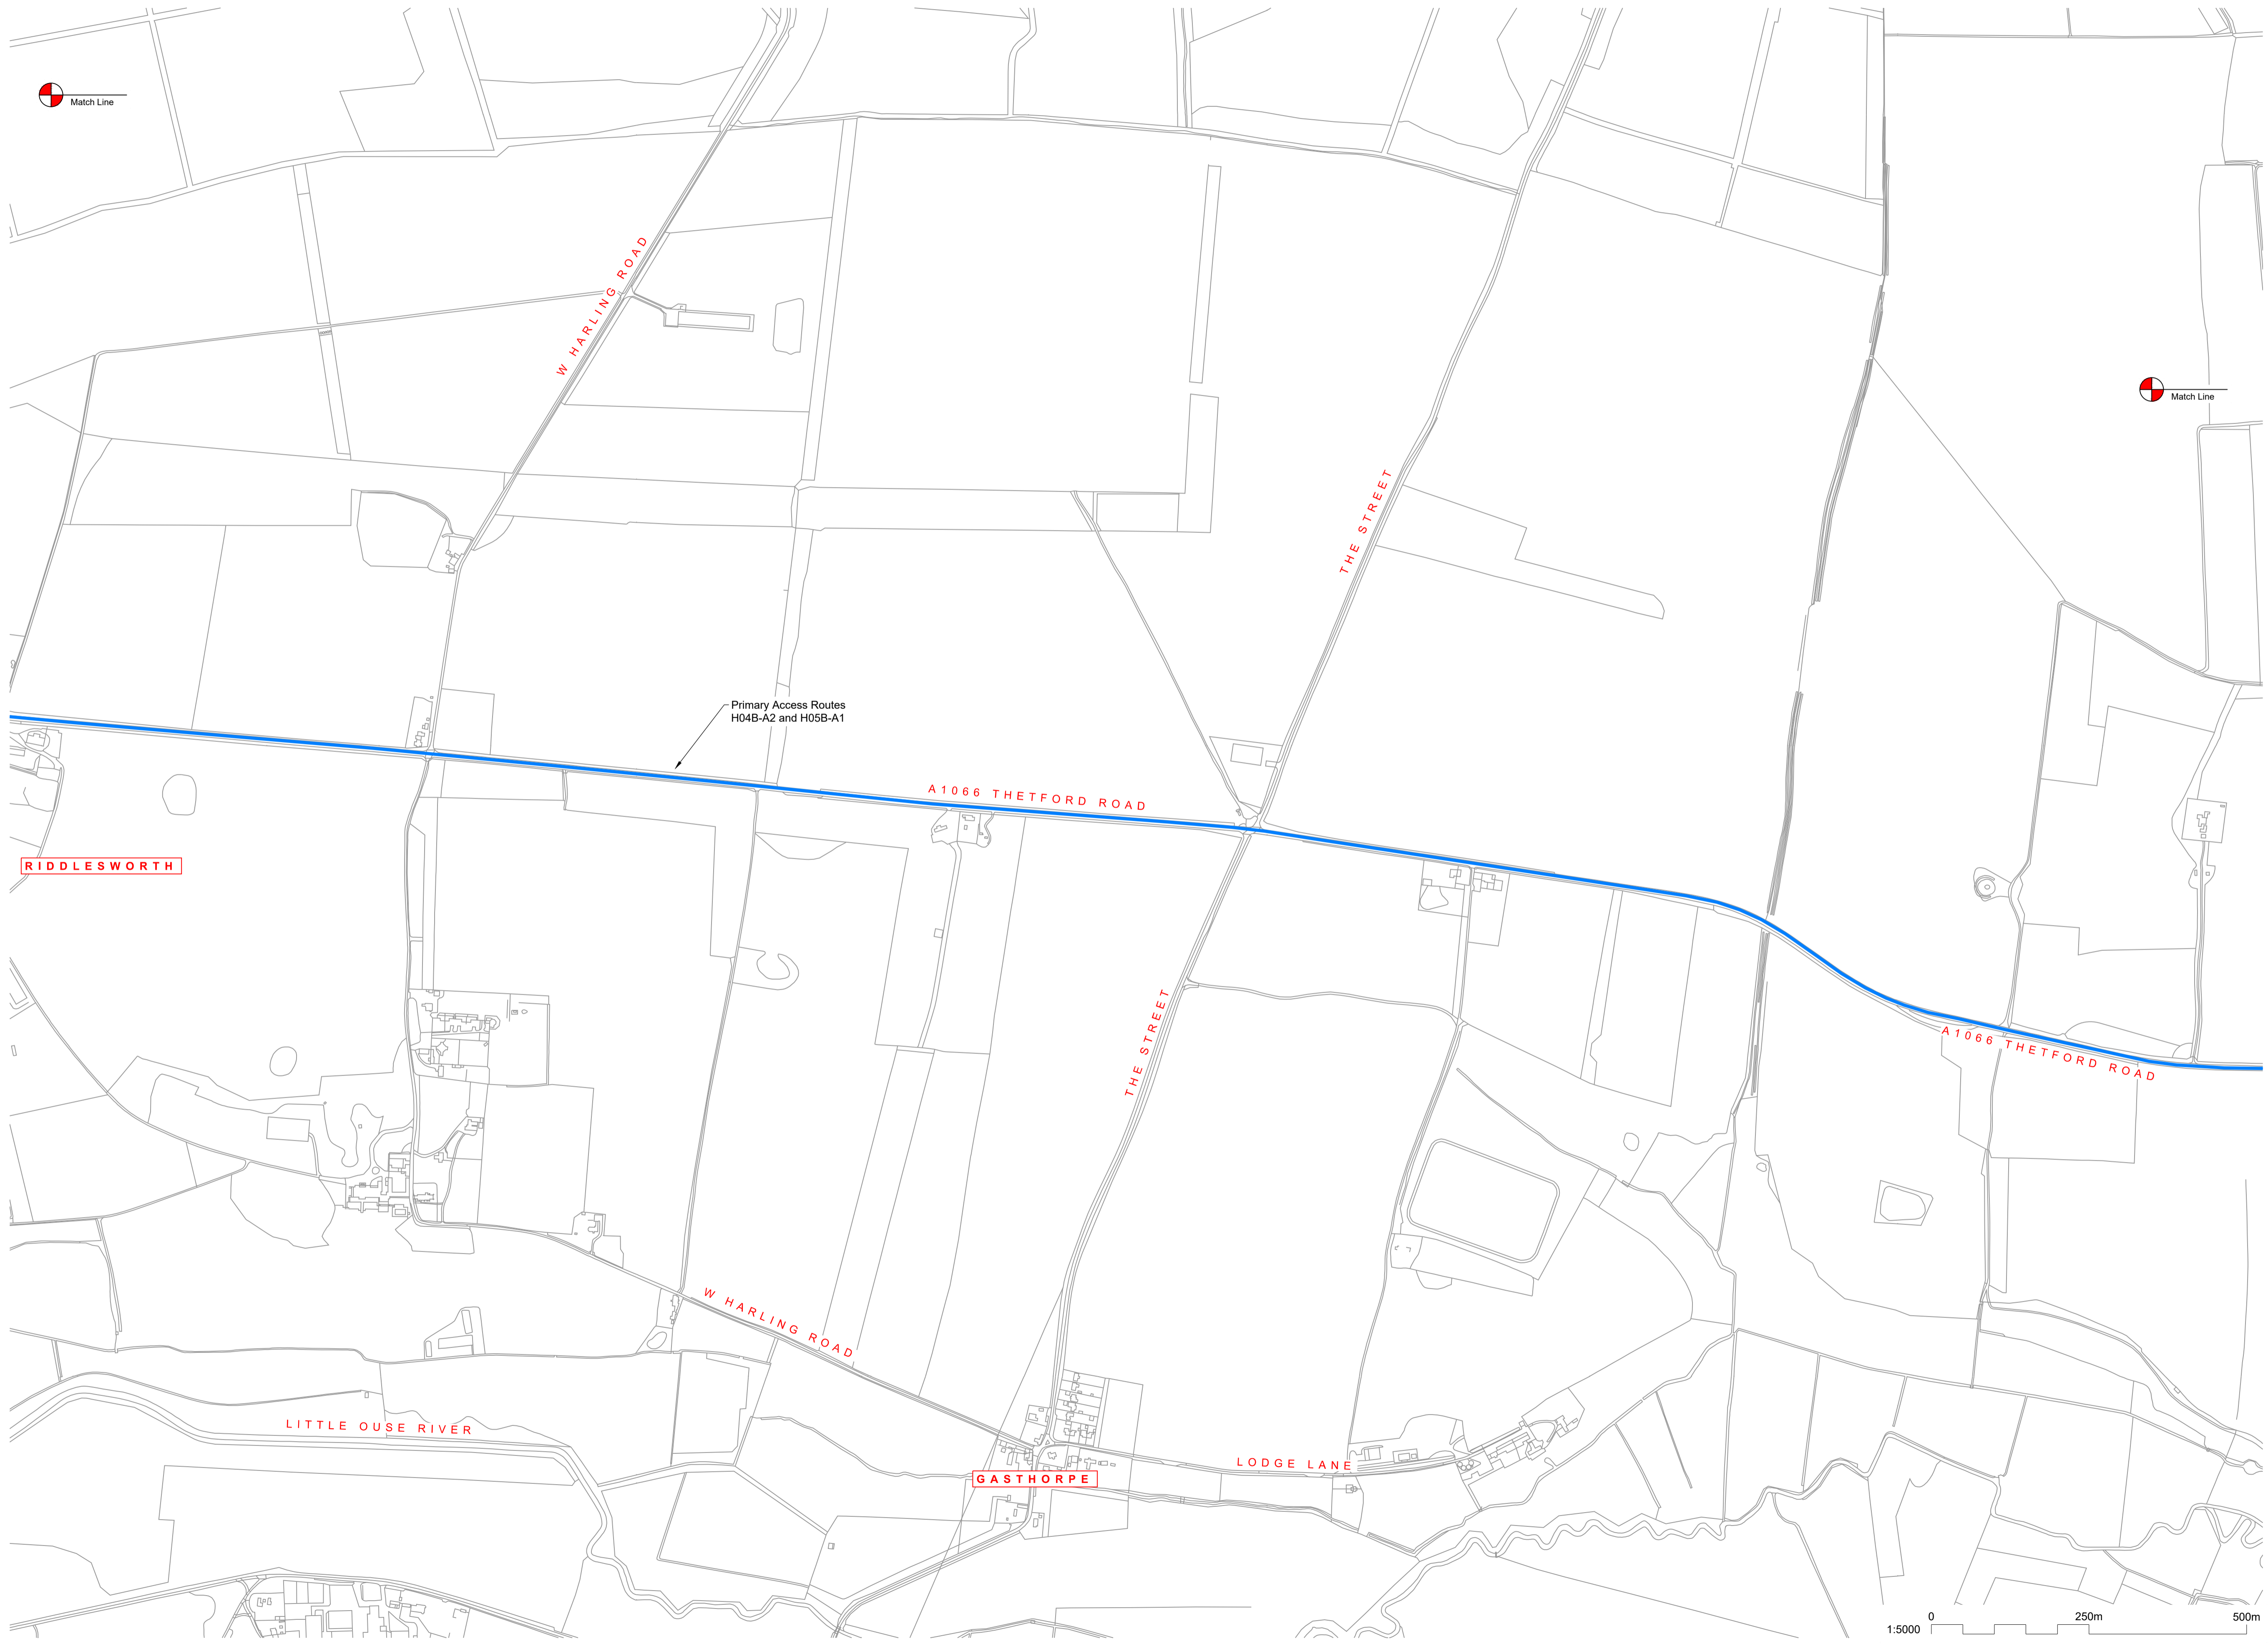 Match Line
W HARLING ROAD
Match Line
THE STREET
Primary Access Routes
H04B-A2 and H05B-A1
A1066 THETFORD ROAD
RIDDLESWORTH
THE STREET
A1066 THETFORD ROAD
W HARLING ROAD
LITTLE OUSE RIVER
LODGE LANE
GASTHORPE
0 250m 500m
1:5000